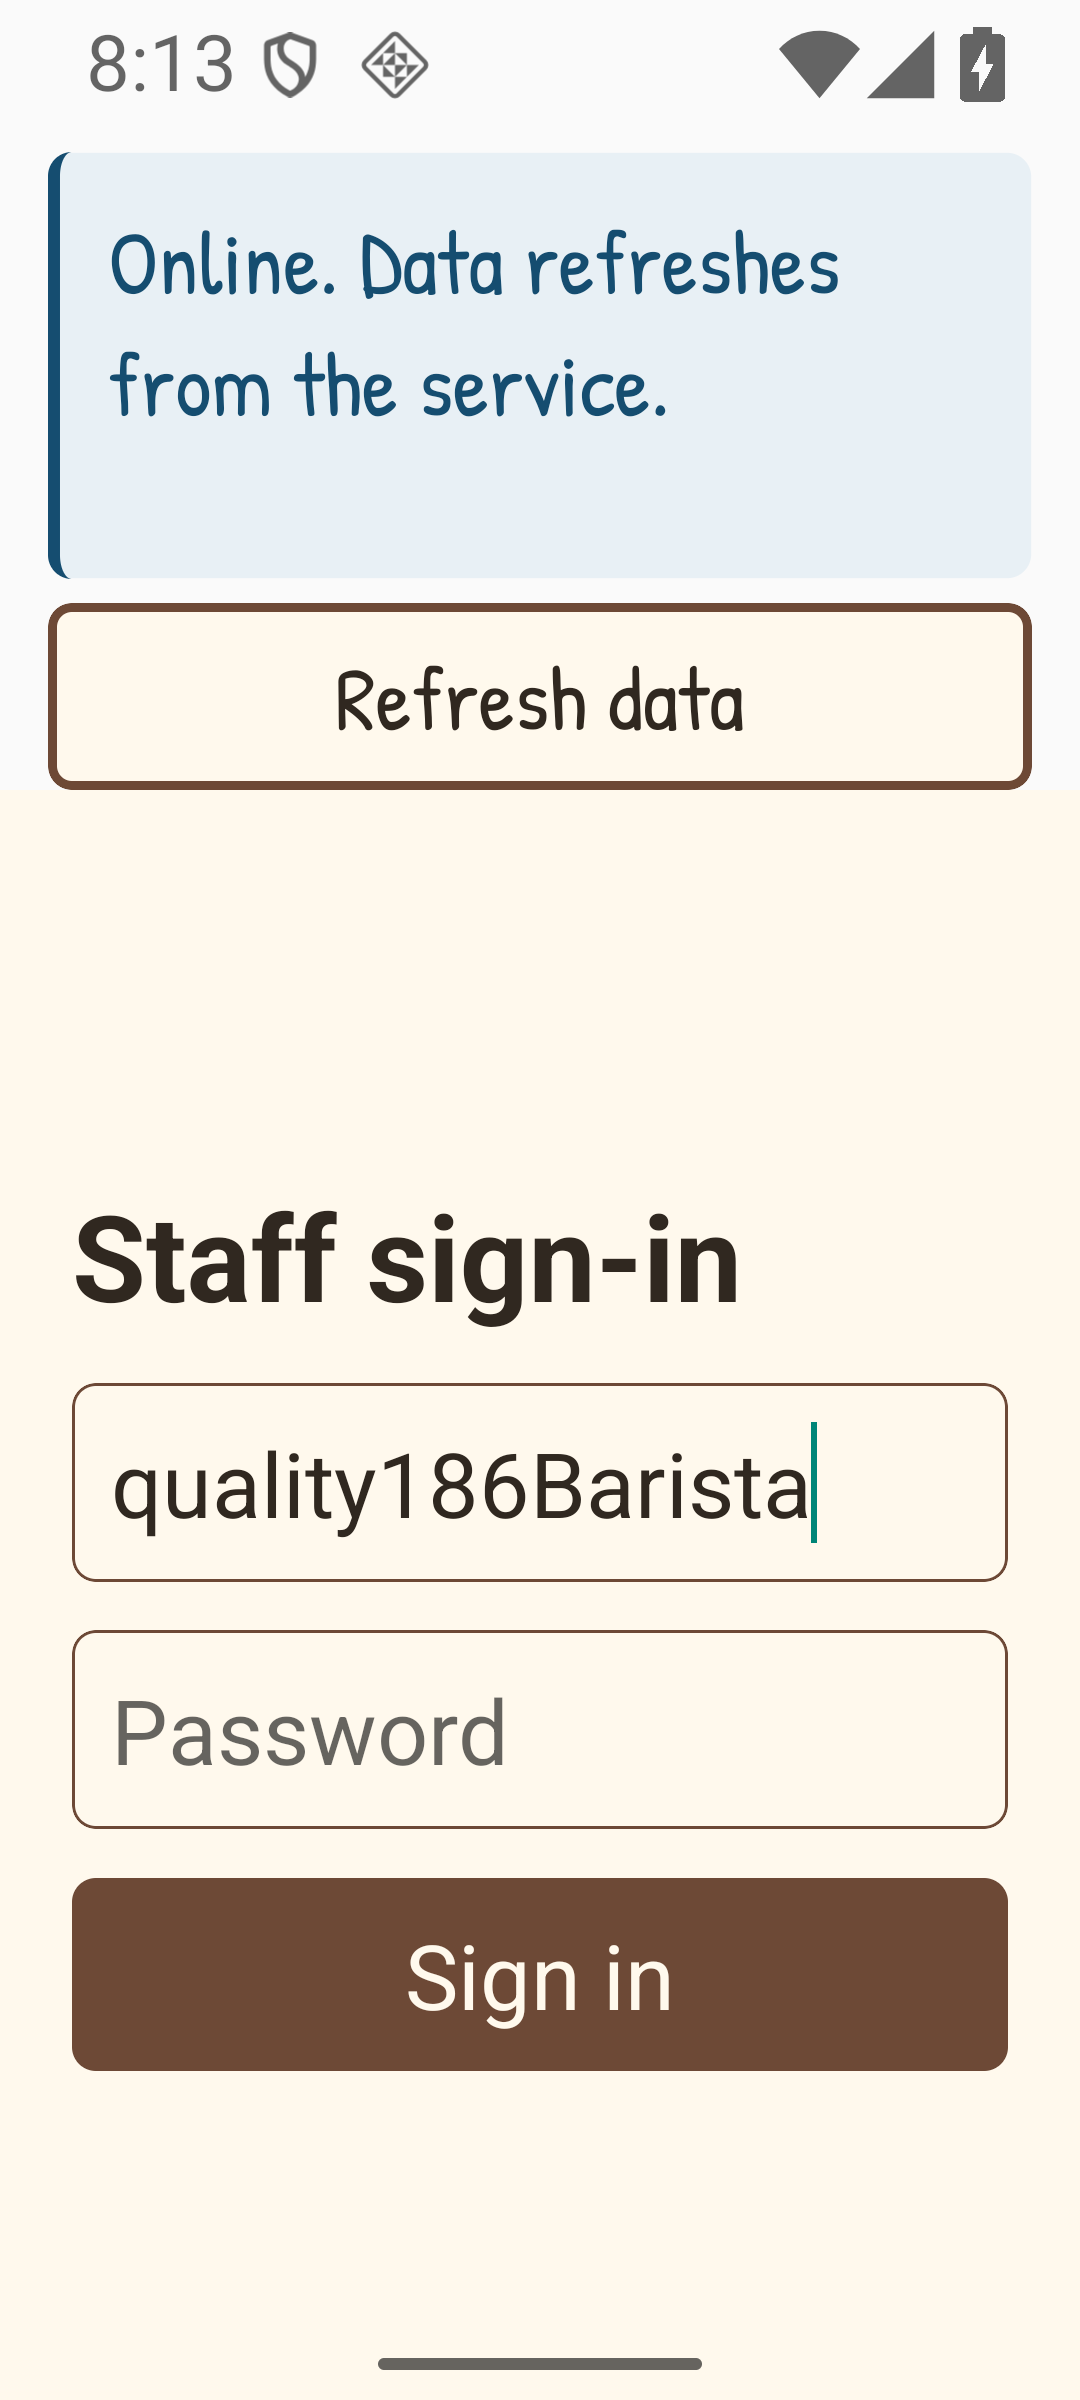 8:13
Online. Data refreshes
from the service.
Refresh data
Staff sign-in
quality186Barista
Password
Sign in